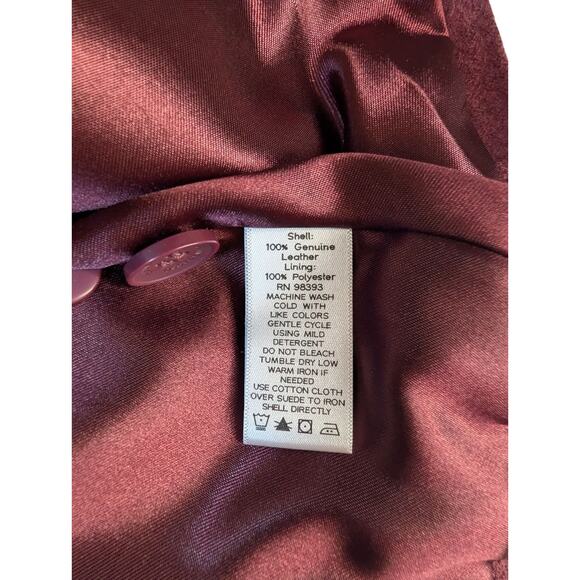 Shell:
100% Genuine
Leather
Lining:
100% Polyester
RN 98393
MACHINE WASH
COLD WITH
LIKE COLORS
GENTLE CYCLE
USING MILD
DETERGENT
DO NOT BLEACH
TUMBLE DRY LOW
WARM IRON IF
NEEDED
USE COTTON CLOTH
OVER SUEDE TO IRON
SHELL DIRECTLY